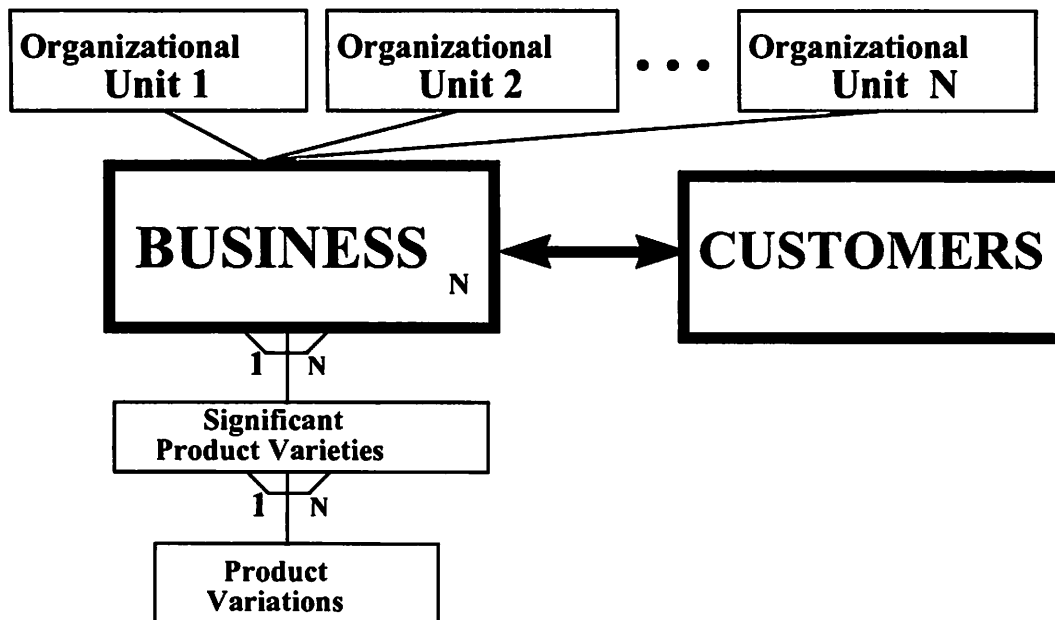 Organizational
Unit 1
Organizational
Unit 2
• • •
Organizational
Unit N
BUSINESS
N
CUSTOMERS
1 N
Significant
Product Varieties
1 N
Product
Variations